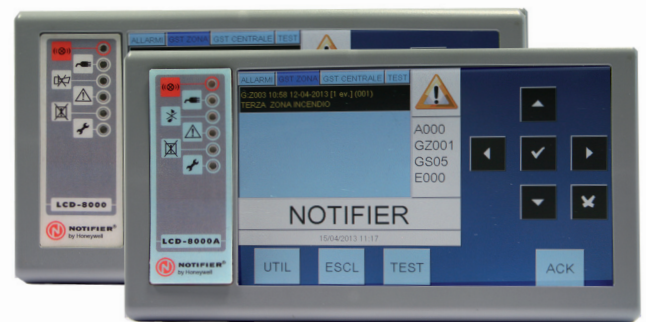 ALLARMI GST ZONA GST CENTRALE TEST
LCD-8000
NOTIFIER®
by Honeywell
ALLARMI GST ZONA GST CENTRALE TEST
G:Z003 10:58 12-04-2013 [1 ev.] (001)
TERZA ZONA INCENDIO
A000
GZ001
GS05
E000
NOTIFIER
15/04/2013 11:17
LCD-8000A
NOTIFIER®
by Honeywell
UTIL ESCL TEST ACK